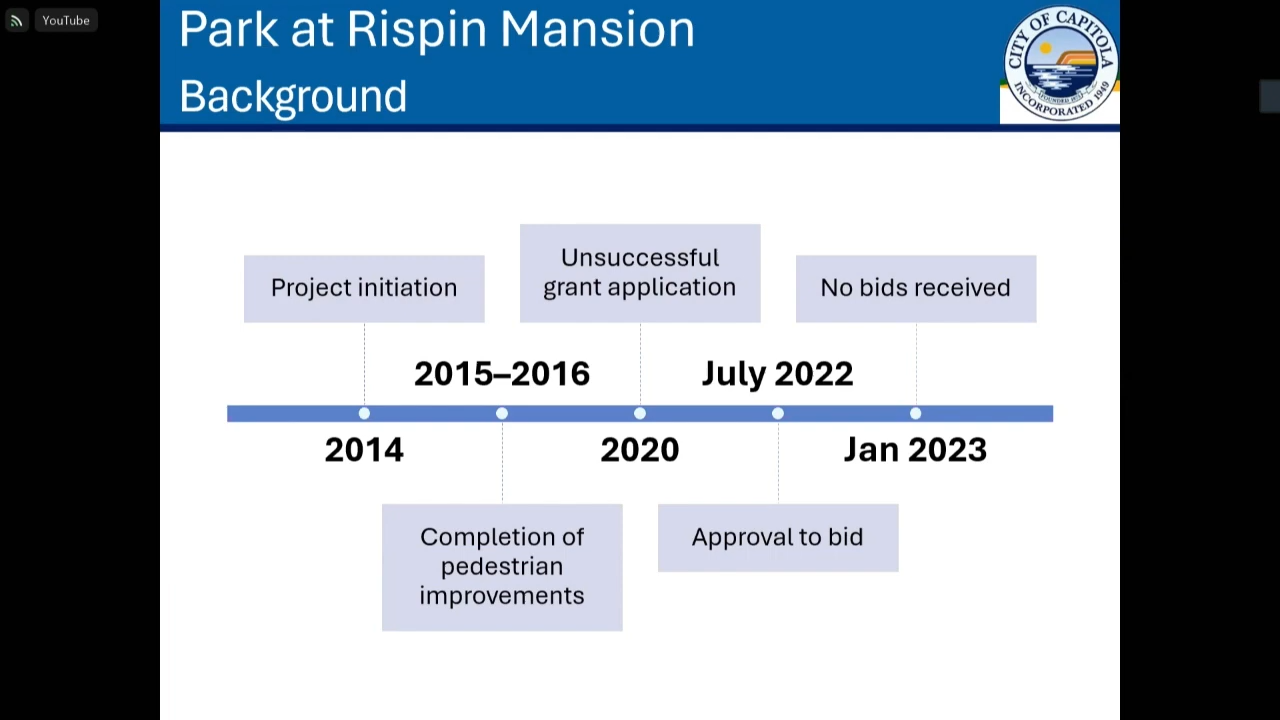 YouTube
Park at Rispin Mansion
Background
CITY OF CAPITOLA
INCORPORATED 1949
Unsuccessful
grant application
Project initiation
No bids received
2015–2016
July 2022
2014
2020
Jan 2023
Completion of
pedestrian
improvements
Approval to bid